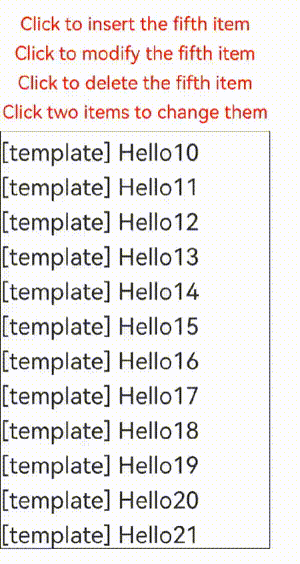 Click to insert the fifth item
Click to modify the fifth item
Click to delete the fifth item
Click two items to change them
[template] Hello10
[template] Hello11
[template] Hello12
[template] Hello13
[template] Hello14
[template] Hello15
[template] Hello16
[template] Hello17
[template] Hello18
[template] Hello19
[template] Hello20
[template] Hello21